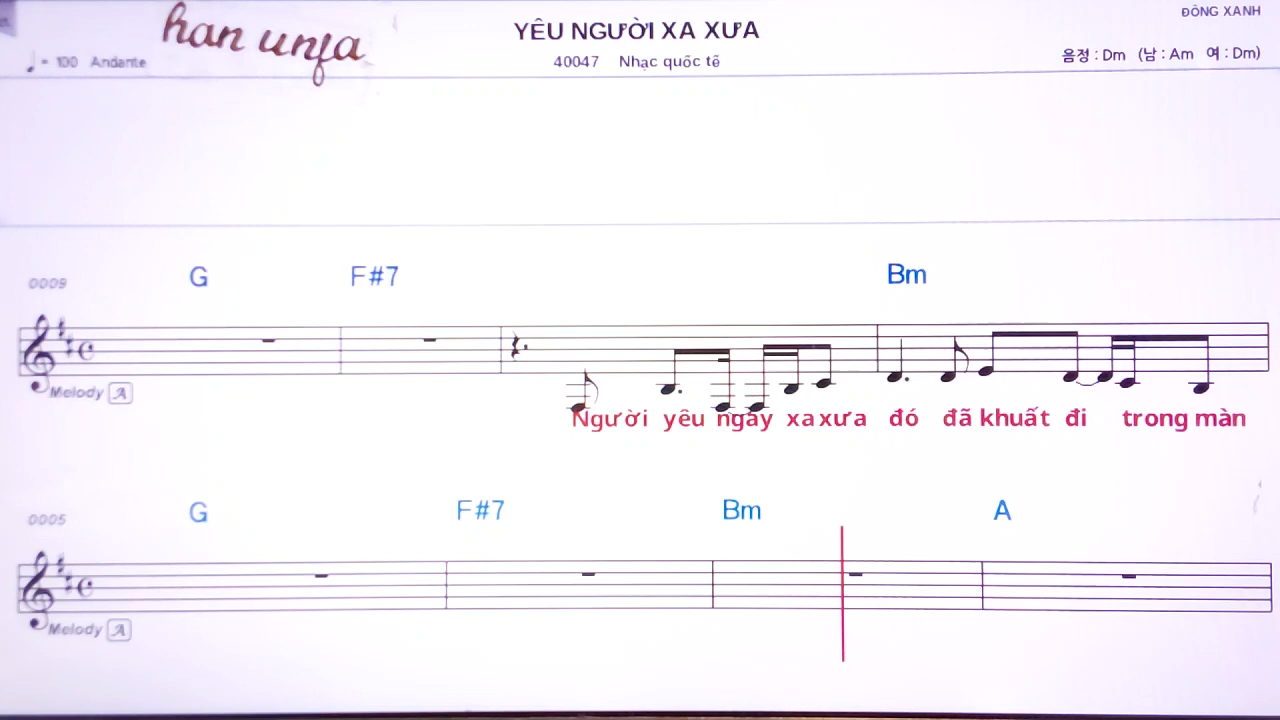 ĐÔNG XANH
han unfa
YÊU NGƯỜI XA XƯA
♩ = 100 Andante
40047 Nhạc quốc tế
음정 : Dm (남 : Am 여 : Dm)
G F#7 Bm
0009
Melody A
Người yêu ngày xa xưa đó đã khuất đi trong màn
G F#7 Bm A
0005
Melody A